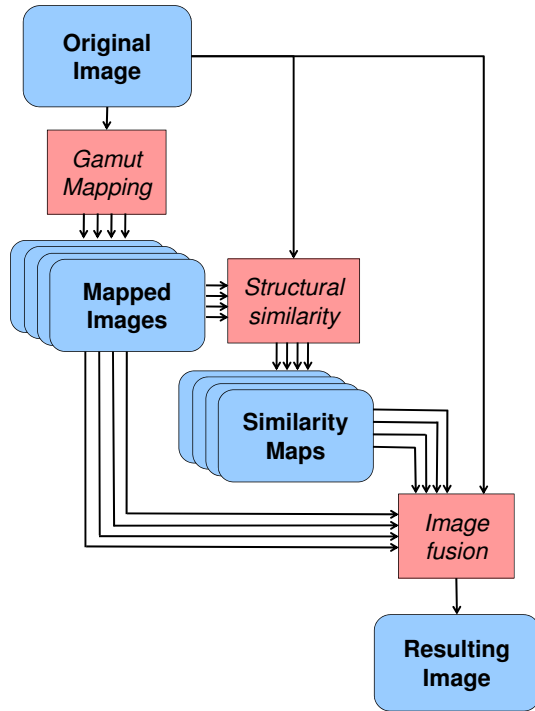 Original
Image
Gamut
Mapping
Mapped
Images
Structural
similarity
Similarity
Maps
Image
fusion
Resulting
Image